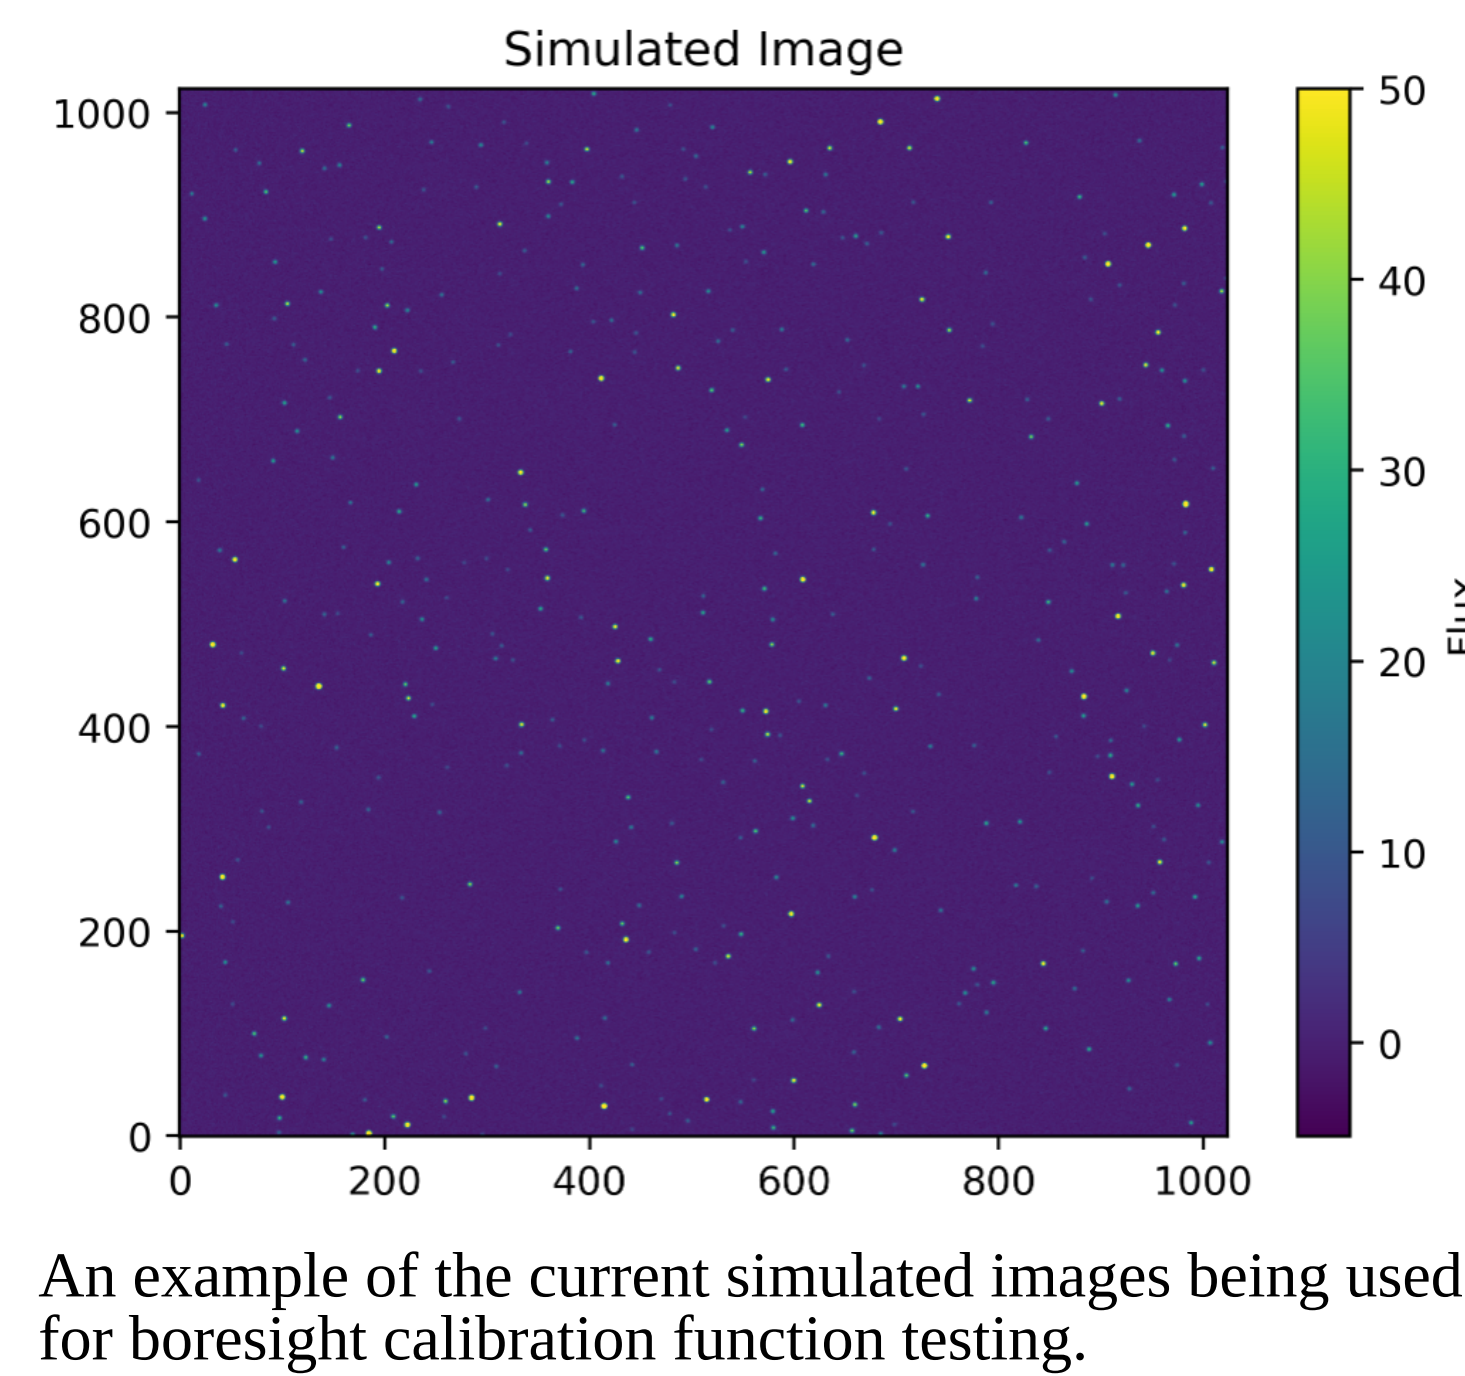 Simulated Image
1000
800
600
400
200
0
0 200 400 600 800 1000
50
40
30
20
10
0
Flux
An example of the current simulated images being used
for boresight calibration function testing.